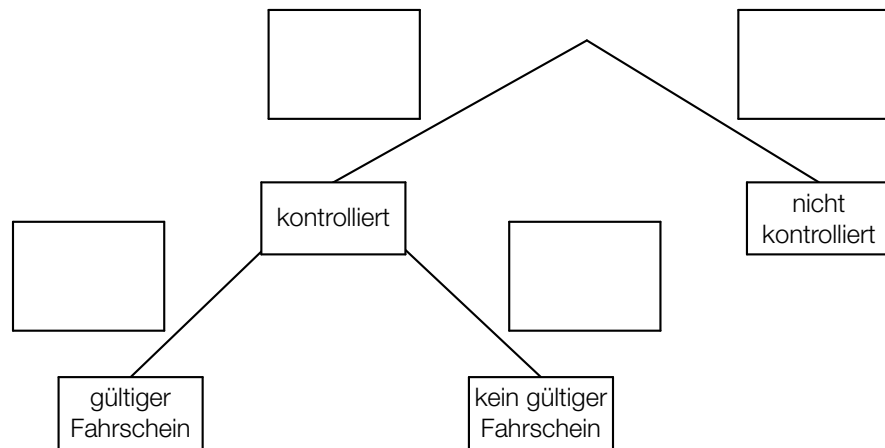 kontrolliert
nicht
kontrolliert
gültiger
Fahrschein
kein gültiger
Fahrschein